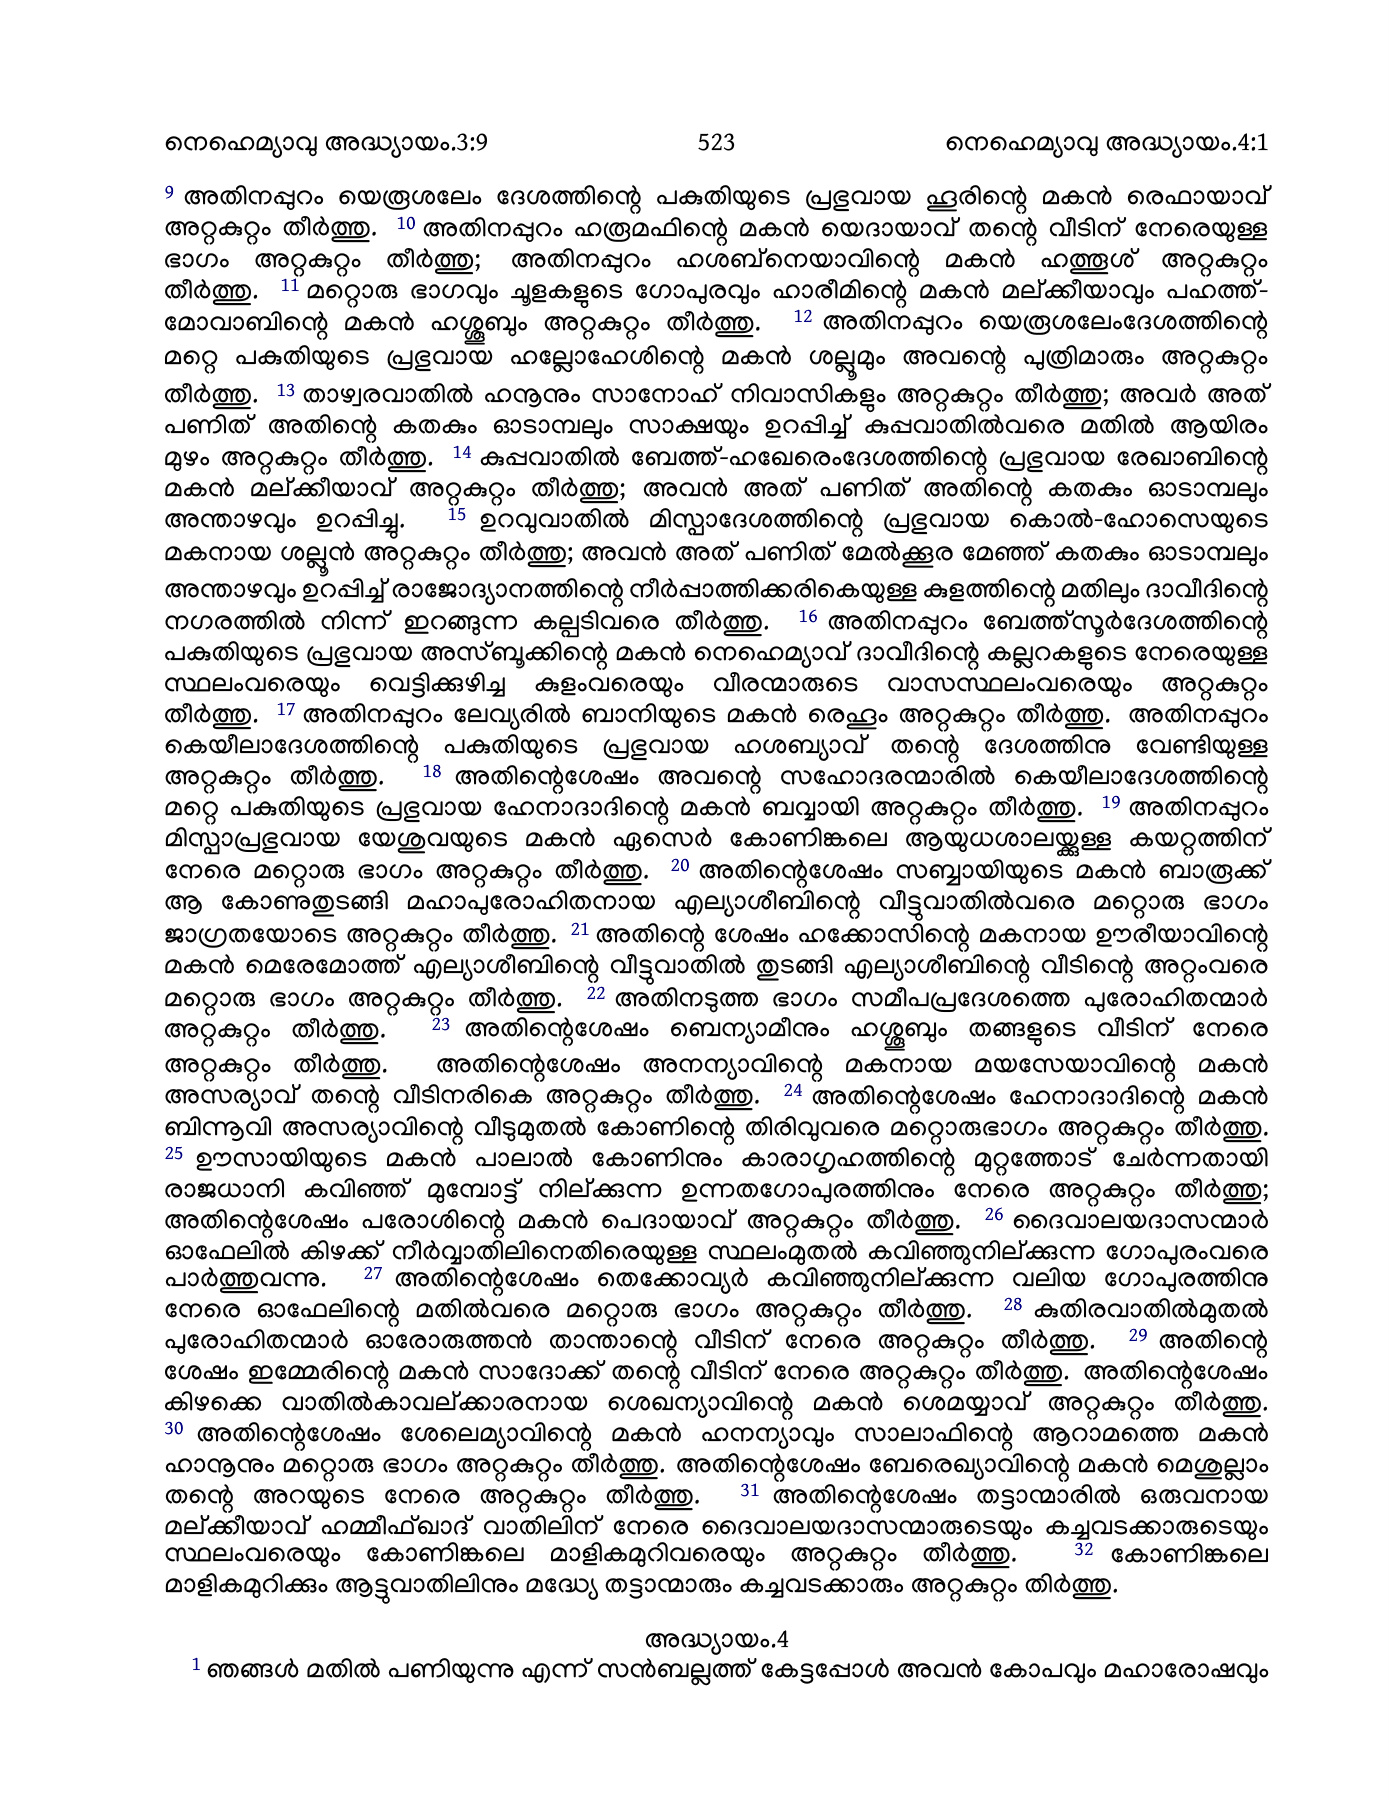 നെഹെമ്യാവു അദ്ധ്യായം.3:9 523 നെഹെമ്യാവു അദ്ധ്യായം.4:1
9 അതിനപ്പുറം യെരൂശലേം ദേശത്തിന്റെ പകുതിയുടെ പ്രഭുവായ ഹൂരിന്റെ മകൻ രെഫായാവ്
അറ്റകുറ്റം തീർത്തു. 10 അതിനപ്പുറം ഹരൂമഫിന്റെ മകൻ യെദായാവ് തന്റെ വീടിന് നേരെയുള്ള
ഭാഗം അറ്റകുറ്റം തീർത്തു; അതിനപ്പുറം ഹശബ്നെയാവിന്റെ മകൻ ഹത്തൂശ് അറ്റകുറ്റം
തീർത്തു. 11 മറ്റൊരു ഭാഗവും ചൂളകളുടെ ഗോപുരവും ഹാരീമിന്റെ മകൻ മല്ക്കീയാവും പഹത്ത്-
മോവാബിന്റെ മകൻ ഹശ്ശൂബും അറ്റകുറ്റം തീർത്തു. 12 അതിനപ്പുറം യെരൂശലേംദേശത്തിന്റെ
മറ്റെ പകുതിയുടെ പ്രഭുവായ ഹല്ലോഹേശിന്റെ മകൻ ശല്ലൂമും അവന്റെ പുത്രിമാരും അറ്റകുറ്റം
തീർത്തു. 13 താഴ്വരവാതിൽ ഹനൂനും സാനോഹ് നിവാസികളും അറ്റകുറ്റം തീർത്തു; അവർ അത്
പണിത് അതിന്റെ കതകും ഓടാമ്പലും സാക്ഷയും ഉറപ്പിച്ച് കുപ്പവാതിൽവരെ മതിൽ ആയിരം
മുഴം അറ്റകുറ്റം തീർത്തു. 14 കുപ്പവാതിൽ ബേത്ത്-ഹഖേരെംദേശത്തിന്റെ പ്രഭുവായ രേഖാബിന്റെ
മകൻ മല്ക്കീയാവ് അറ്റകുറ്റം തീർത്തു; അവൻ അത് പണിത് അതിന്റെ കതകും ഓടാമ്പലും
അന്താഴവും ഉറപ്പിച്ചു. 15 ഉറവുവാതിൽ മിസ്പാദേശത്തിന്റെ പ്രഭുവായ കൊൽ-ഹോസെയുടെ
മകനായ ശല്ലൂൻ അറ്റകുറ്റം തീർത്തു; അവൻ അത് പണിത് മേൽക്കൂര മേഞ്ഞ് കതകും ഓടാമ്പലും
അന്താഴവും ഉറപ്പിച്ച് രാജോദ്യാനത്തിന്റെ നീർപ്പാത്തിക്കരികെയുള്ള കുളത്തിന്റെ മതിലും ദാവീദിന്റെ
നഗരത്തിൽ നിന്ന് ഇറങ്ങുന്ന കല്പടിവരെ തീർത്തു. 16 അതിനപ്പുറം ബേത്ത്സൂർദേശത്തിന്റെ
പകുതിയുടെ പ്രഭുവായ അസ്ബൂക്കിന്റെ മകൻ നെഹെമ്യാവ് ദാവീദിന്റെ കല്ലറകളുടെ നേരെയുള്ള
സ്ഥലംവരെയും വെട്ടിക്കുഴിച്ച കുളംവരെയും വീരന്മാരുടെ വാസസ്ഥലംവരെയും അറ്റകുറ്റം
തീർത്തു. 17 അതിനപ്പുറം ലേവ്യരിൽ ബാനിയുടെ മകൻ രെഹൂം അറ്റകുറ്റം തീർത്തു. അതിനപ്പുറം
കെയീലാദേശത്തിന്റെ പകുതിയുടെ പ്രഭുവായ ഹശബ്യാവ് തന്റെ ദേശത്തിനു വേണ്ടിയുള്ള
അറ്റകുറ്റം തീർത്തു. 18 അതിന്റെശേഷം അവന്റെ സഹോദരന്മാരിൽ കെയീലാദേശത്തിന്റെ
മറ്റെ പകുതിയുടെ പ്രഭുവായ ഹേനാദാദിന്റെ മകൻ ബവ്വായി അറ്റകുറ്റം തീർത്തു. 19 അതിനപ്പുറം
മിസ്പാപ്രഭുവായ യേശുവയുടെ മകൻ ഏസെർ കോണിങ്കലെ ആയുധശാലയ്ക്കുള്ള കയറ്റത്തിന്
നേരെ മറ്റൊരു ഭാഗം അറ്റകുറ്റം തീർത്തു. 20 അതിന്റെശേഷം സബ്ബായിയുടെ മകൻ ബാരൂക്ക്
ആ കോണുതുടങ്ങി മഹാപുരോഹിതനായ എല്യാശീബിന്റെ വീട്ടുവാതിൽവരെ മറ്റൊരു ഭാഗം
ജാഗ്രതയോടെ അറ്റകുറ്റം തീർത്തു. 21 അതിന്റെ ശേഷം ഹക്കോസിന്റെ മകനായ ഊരീയാവിന്റെ
മകൻ മെരേമോത്ത് എല്യാശീബിന്റെ വീട്ടുവാതിൽ തുടങ്ങി എല്യാശീബിന്റെ വീടിന്റെ അറ്റംവരെ
മറ്റൊരു ഭാഗം അറ്റകുറ്റം തീർത്തു. 22 അതിനടുത്ത ഭാഗം സമീപപ്രദേശത്തെ പുരോഹിതന്മാർ
അറ്റകുറ്റം തീർത്തു. 23 അതിന്റെശേഷം ബെന്യാമീനും ഹശ്ശൂബും തങ്ങളുടെ വീടിന് നേരെ
അറ്റകുറ്റം തീർത്തു. അതിന്റെശേഷം അനന്യാവിന്റെ മകനായ മയസേയാവിന്റെ മകൻ
അസര്യാവ് തന്റെ വീടിനരികെ അറ്റകുറ്റം തീർത്തു. 24 അതിന്റെശേഷം ഹേനാദാദിന്റെ മകൻ
ബിന്നൂവി അസര്യാവിന്റെ വീടുമുതൽ കോണിന്റെ തിരിവുവരെ മറ്റൊരുഭാഗം അറ്റകുറ്റം തീർത്തു.
25 ഊസായിയുടെ മകൻ പാലാൽ കോണിനും കാരാഗൃഹത്തിന്റെ മുറ്റത്തോട് ചേർന്നതായി
രാജധാനി കവിഞ്ഞ് മുമ്പോട്ട് നില്ക്കുന്ന ഉന്നതഗോപുരത്തിനും നേരെ അറ്റകുറ്റം തീർത്തു;
അതിന്റെശേഷം പരോശിന്റെ മകൻ പെദായാവ് അറ്റകുറ്റം തീർത്തു. 26 ദൈവാലയദാസന്മാർ
ഓഫേലിൽ കിഴക്ക് നീർവ്വാതിലിനെതിരെയുള്ള സ്ഥലംമുതൽ കവിഞ്ഞുനില്ക്കുന്ന ഗോപുരംവരെ
പാർത്തുവന്നു. 27 അതിന്റെശേഷം തെക്കോവ്യർ കവിഞ്ഞുനില്ക്കുന്ന വലിയ ഗോപുരത്തിനു
നേരെ ഓഫേലിന്റെ മതിൽവരെ മറ്റൊരു ഭാഗം അറ്റകുറ്റം തീർത്തു. 28 കുതിരവാതിൽമുതൽ
പുരോഹിതന്മാർ ഓരോരുത്തൻ താന്താന്റെ വീടിന് നേരെ അറ്റകുറ്റം തീർത്തു. 29 അതിന്റെ
ശേഷം ഇമ്മേരിന്റെ മകൻ സാദോക്ക് തന്റെ വീടിന് നേരെ അറ്റകുറ്റം തീർത്തു. അതിന്റെശേഷം
കിഴക്കെ വാതിൽകാവല്ക്കാരനായ ശെഖന്യാവിന്റെ മകൻ ശെമയ്യാവ് അറ്റകുറ്റം തീർത്തു.
30 അതിന്റെശേഷം ശേലെമ്യാവിന്റെ മകൻ ഹനന്യാവും സാലാഫിന്റെ ആറാമത്തെ മകൻ
ഹാനൂനും മറ്റൊരു ഭാഗം അറ്റകുറ്റം തീർത്തു. അതിന്റെശേഷം ബേരെഖ്യാവിന്റെ മകൻ മെശുല്ലാം
തന്റെ അറയുടെ നേരെ അറ്റകുറ്റം തീർത്തു. 31 അതിന്റെശേഷം തട്ടാന്മാരിൽ ഒരുവനായ
മല്ക്കീയാവ് ഹമ്മീഫ്ഖാദ് വാതിലിന് നേരെ ദൈവാലയദാസന്മാരുടെയും കച്ചവടക്കാരുടെയും
സ്ഥലംവരെയും കോണിങ്കലെ മാളികമുറിവരെയും അറ്റകുറ്റം തീർത്തു. 32 കോണിങ്കലെ
മാളികമുറിക്കും ആട്ടുവാതിലിനും മദ്ധ്യേ തട്ടാന്മാരും കച്ചവടക്കാരും അറ്റകുറ്റം തിർത്തു.
അദ്ധ്യായം.4
1 ഞങ്ങൾ മതിൽ പണിയുന്നു എന്ന് സൻബല്ലത്ത് കേട്ടപ്പോൾ അവൻ കോപവും മഹാരോഷവും